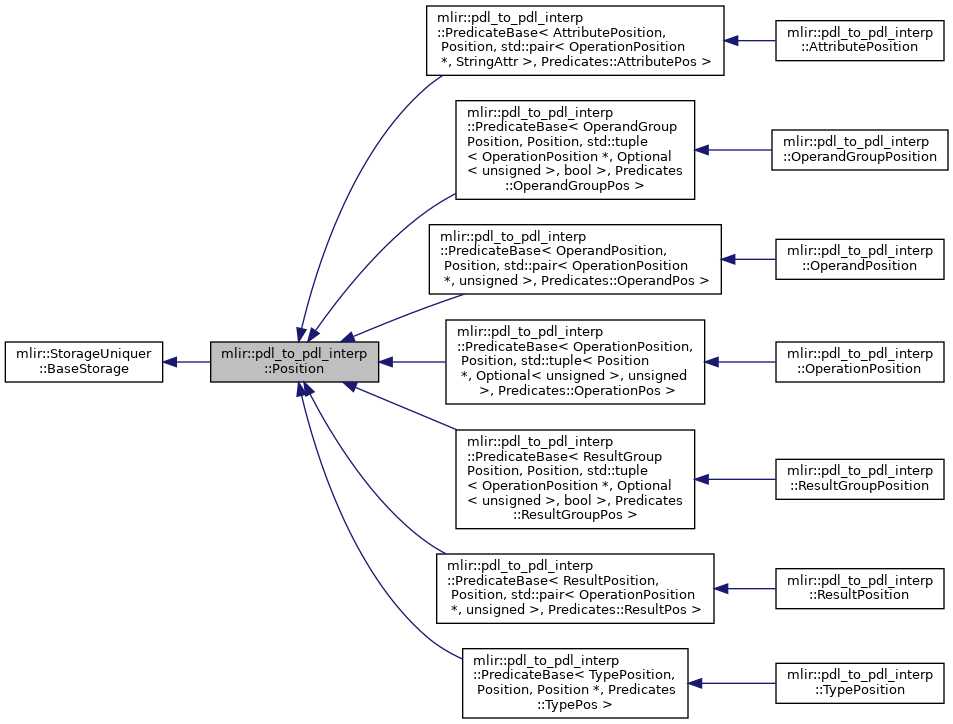 mlir::StorageUniquer
::BaseStorage
mlir::pdl_to_pdl_interp
::Position
mlir::pdl_to_pdl_interp
::PredicateBase< AttributePosition,
Position, std::pair< OperationPosition
*, StringAttr >, Predicates::AttributePos >
mlir::pdl_to_pdl_interp
::AttributePosition
mlir::pdl_to_pdl_interp
::PredicateBase< OperandGroup
Position, Position, std::tuple
< OperationPosition *, Optional
< unsigned >, bool >, Predicates
::OperandGroupPos >
mlir::pdl_to_pdl_interp
::OperandGroupPosition
mlir::pdl_to_pdl_interp
::PredicateBase< OperandPosition,
Position, std::pair< OperationPosition
*, unsigned >, Predicates::OperandPos >
mlir::pdl_to_pdl_interp
::OperandPosition
mlir::pdl_to_pdl_interp
::PredicateBase< OperationPosition,
Position, std::tuple< Position
*, Optional< unsigned >, unsigned
>, Predicates::OperationPos >
mlir::pdl_to_pdl_interp
::OperationPosition
mlir::pdl_to_pdl_interp
::PredicateBase< ResultGroup
Position, Position, std::tuple
< OperationPosition *, Optional
< unsigned >, bool >, Predicates
::ResultGroupPos >
mlir::pdl_to_pdl_interp
::ResultGroupPosition
mlir::pdl_to_pdl_interp
::PredicateBase< ResultPosition,
Position, std::pair< OperationPosition
*, unsigned >, Predicates::ResultPos >
mlir::pdl_to_pdl_interp
::ResultPosition
mlir::pdl_to_pdl_interp
::PredicateBase< TypePosition,
Position, Position *, Predicates
::TypePos >
mlir::pdl_to_pdl_interp
::TypePosition